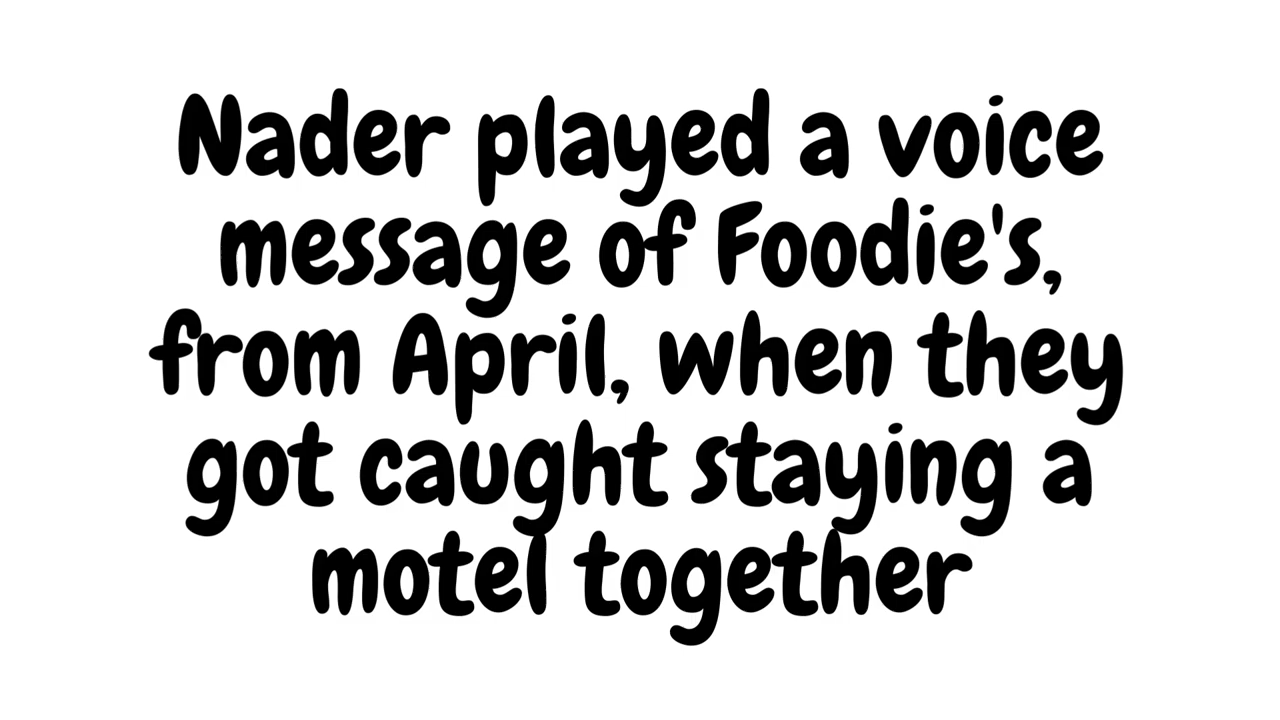 Nader played a voice
message of Foodie's,
from April, when they
got caught staying a
motel together